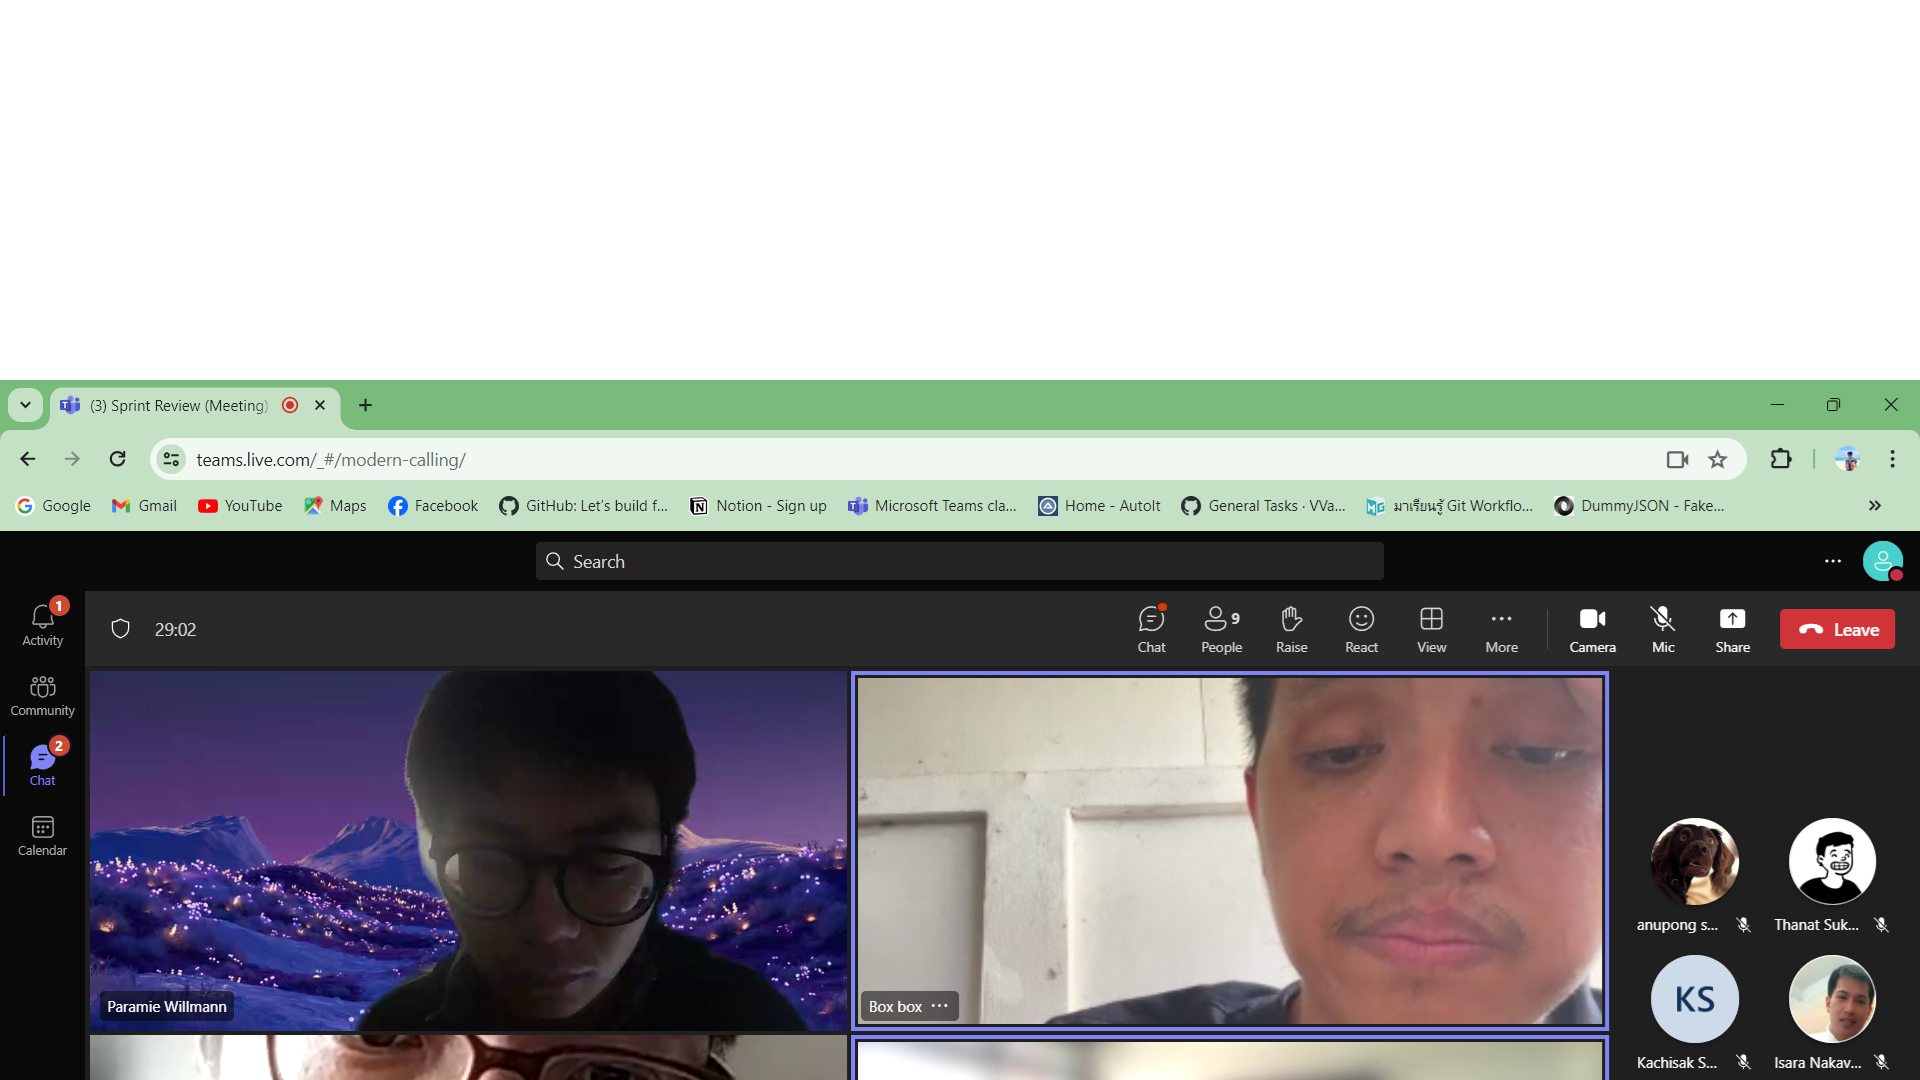 (3) Sprint Review (Meeting)
teams.live.com/_#/modern-calling/
Google Gmail YouTube Maps Facebook GitHub: Let's build f... Notion - Sign up Microsoft Teams cla... Home - AutoIt General Tasks · VVa... มาเรียนรู้ Git Workflo... DummyJSON - Fake...
Search
1
Activity
Community
2
Chat
Calendar
29:02
Chat
9
People
Raise
React
View
More
Camera
Mic
Share
Leave
Paramie Willmann
Box box ...
anupong s...
Thanat Suk...
KS
Kachisak S...
Isara Nakav...